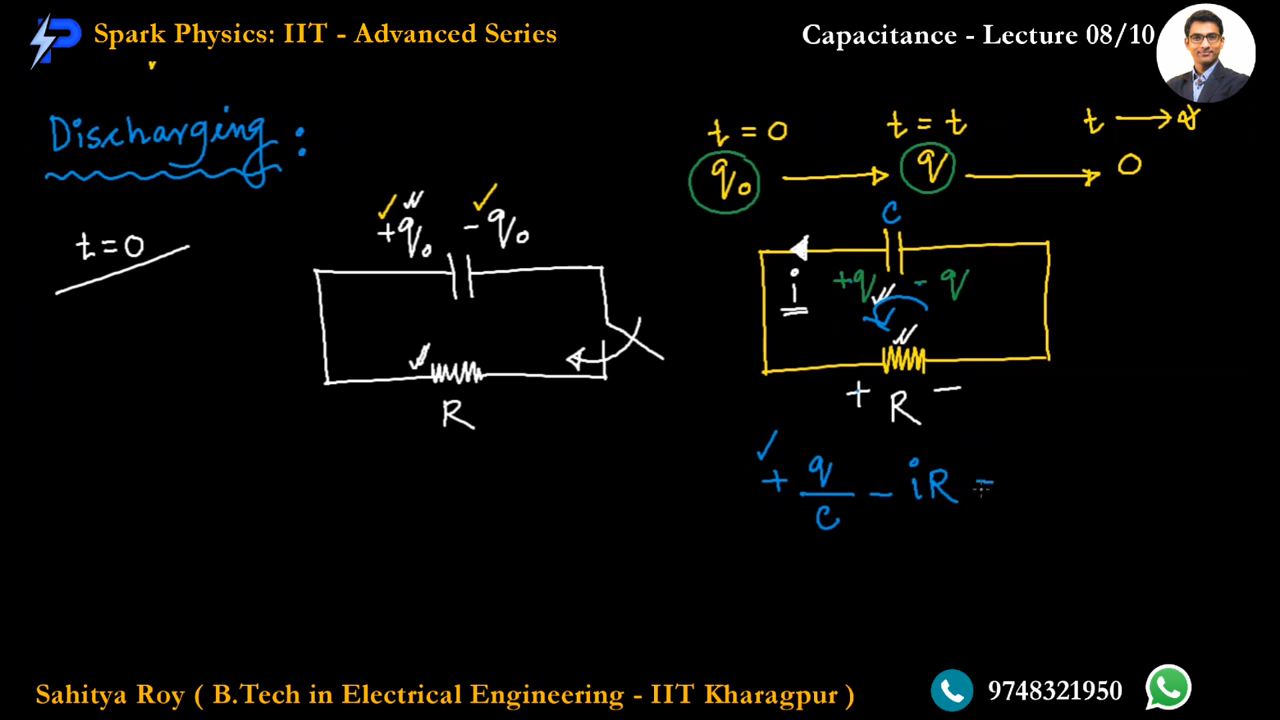 Spark Physics: IIT - Advanced Series
Capacitance - Lecture 08/10
Discharging :
t = 0
t = t
t → ∝
q₀
q
0
t = 0
+q₀
- q₀
R
C
i
+q
- q
+ R -
+ q/c - iR =
Sahitya Roy ( B.Tech in Electrical Engineering - IIT Kharagpur )
9748321950